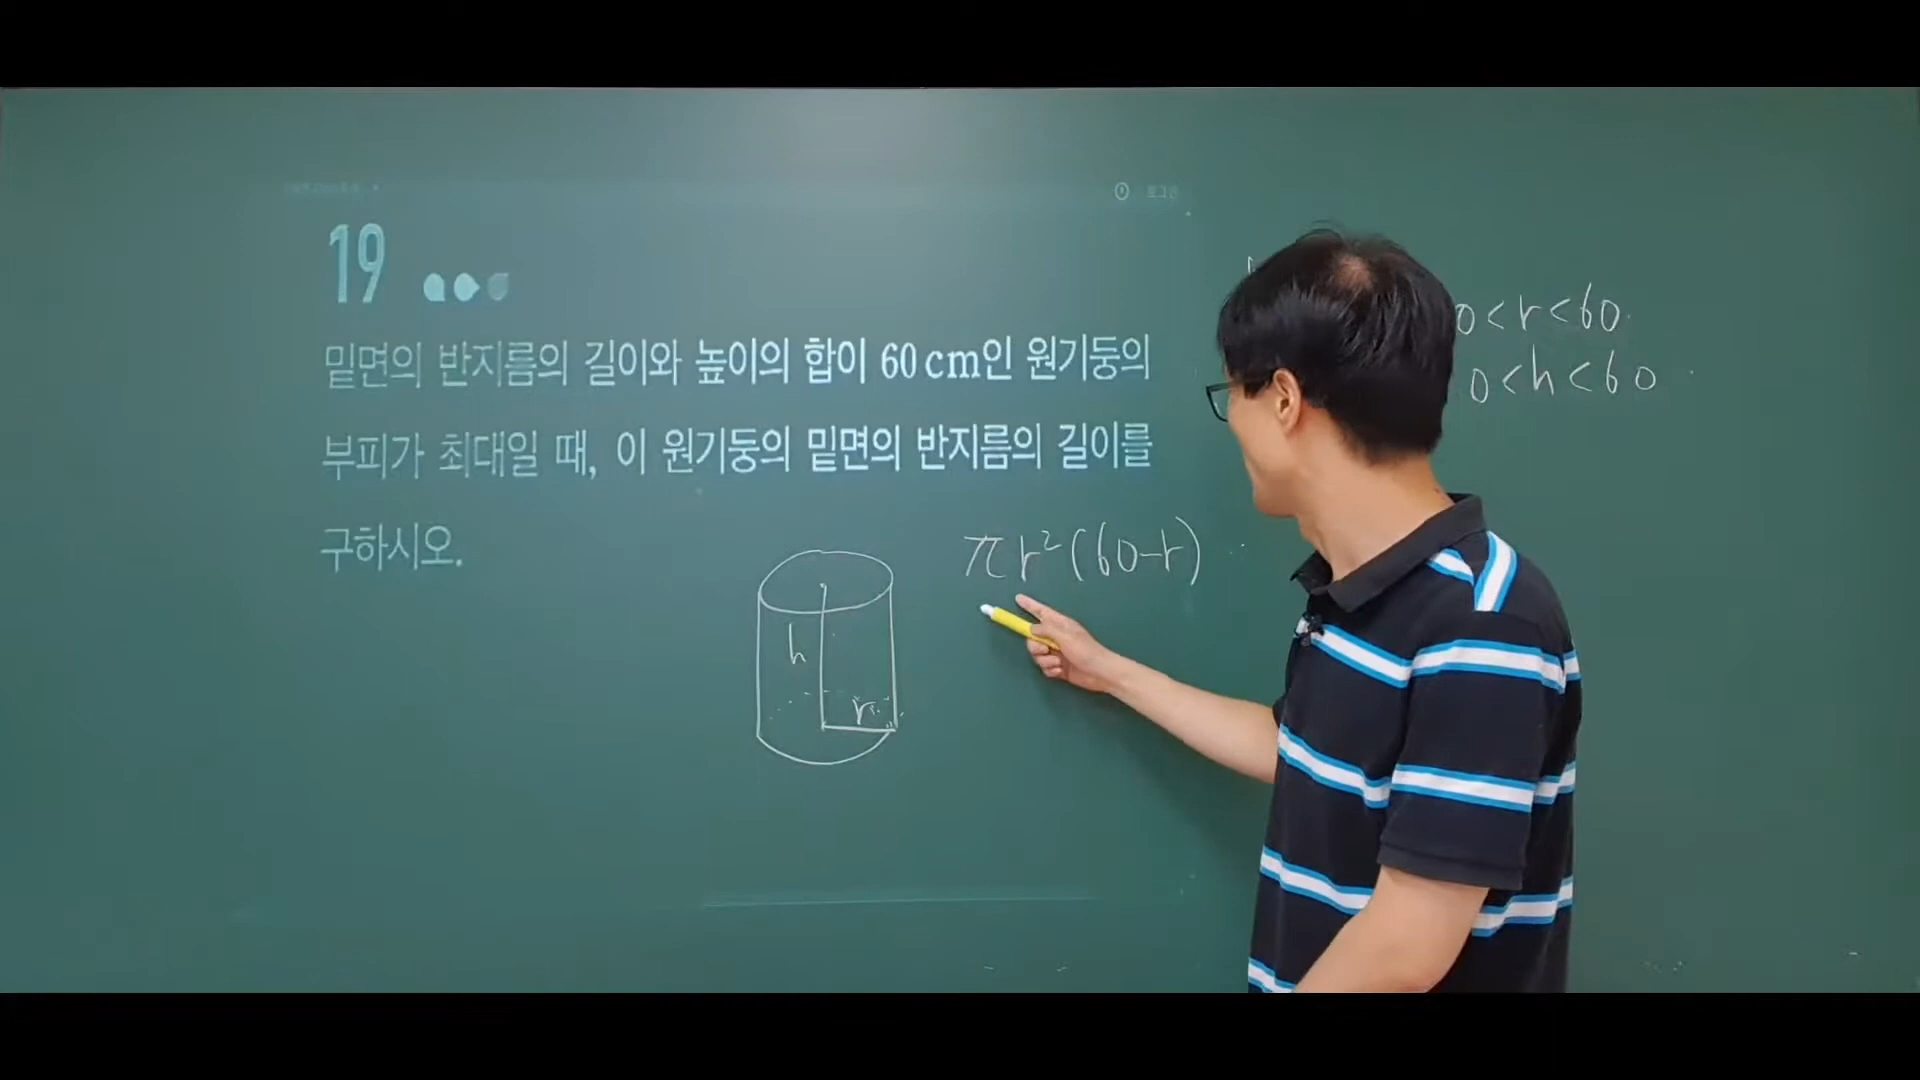 19
밑면의 반지름의 길이와 높이의 합이 60 cm인 원기둥의
부피가 최대일 때, 이 원기둥의 밑면의 반지름의 길이를
구하시오.
πr²(60-r)
h
r
0<r<60
0<h<60